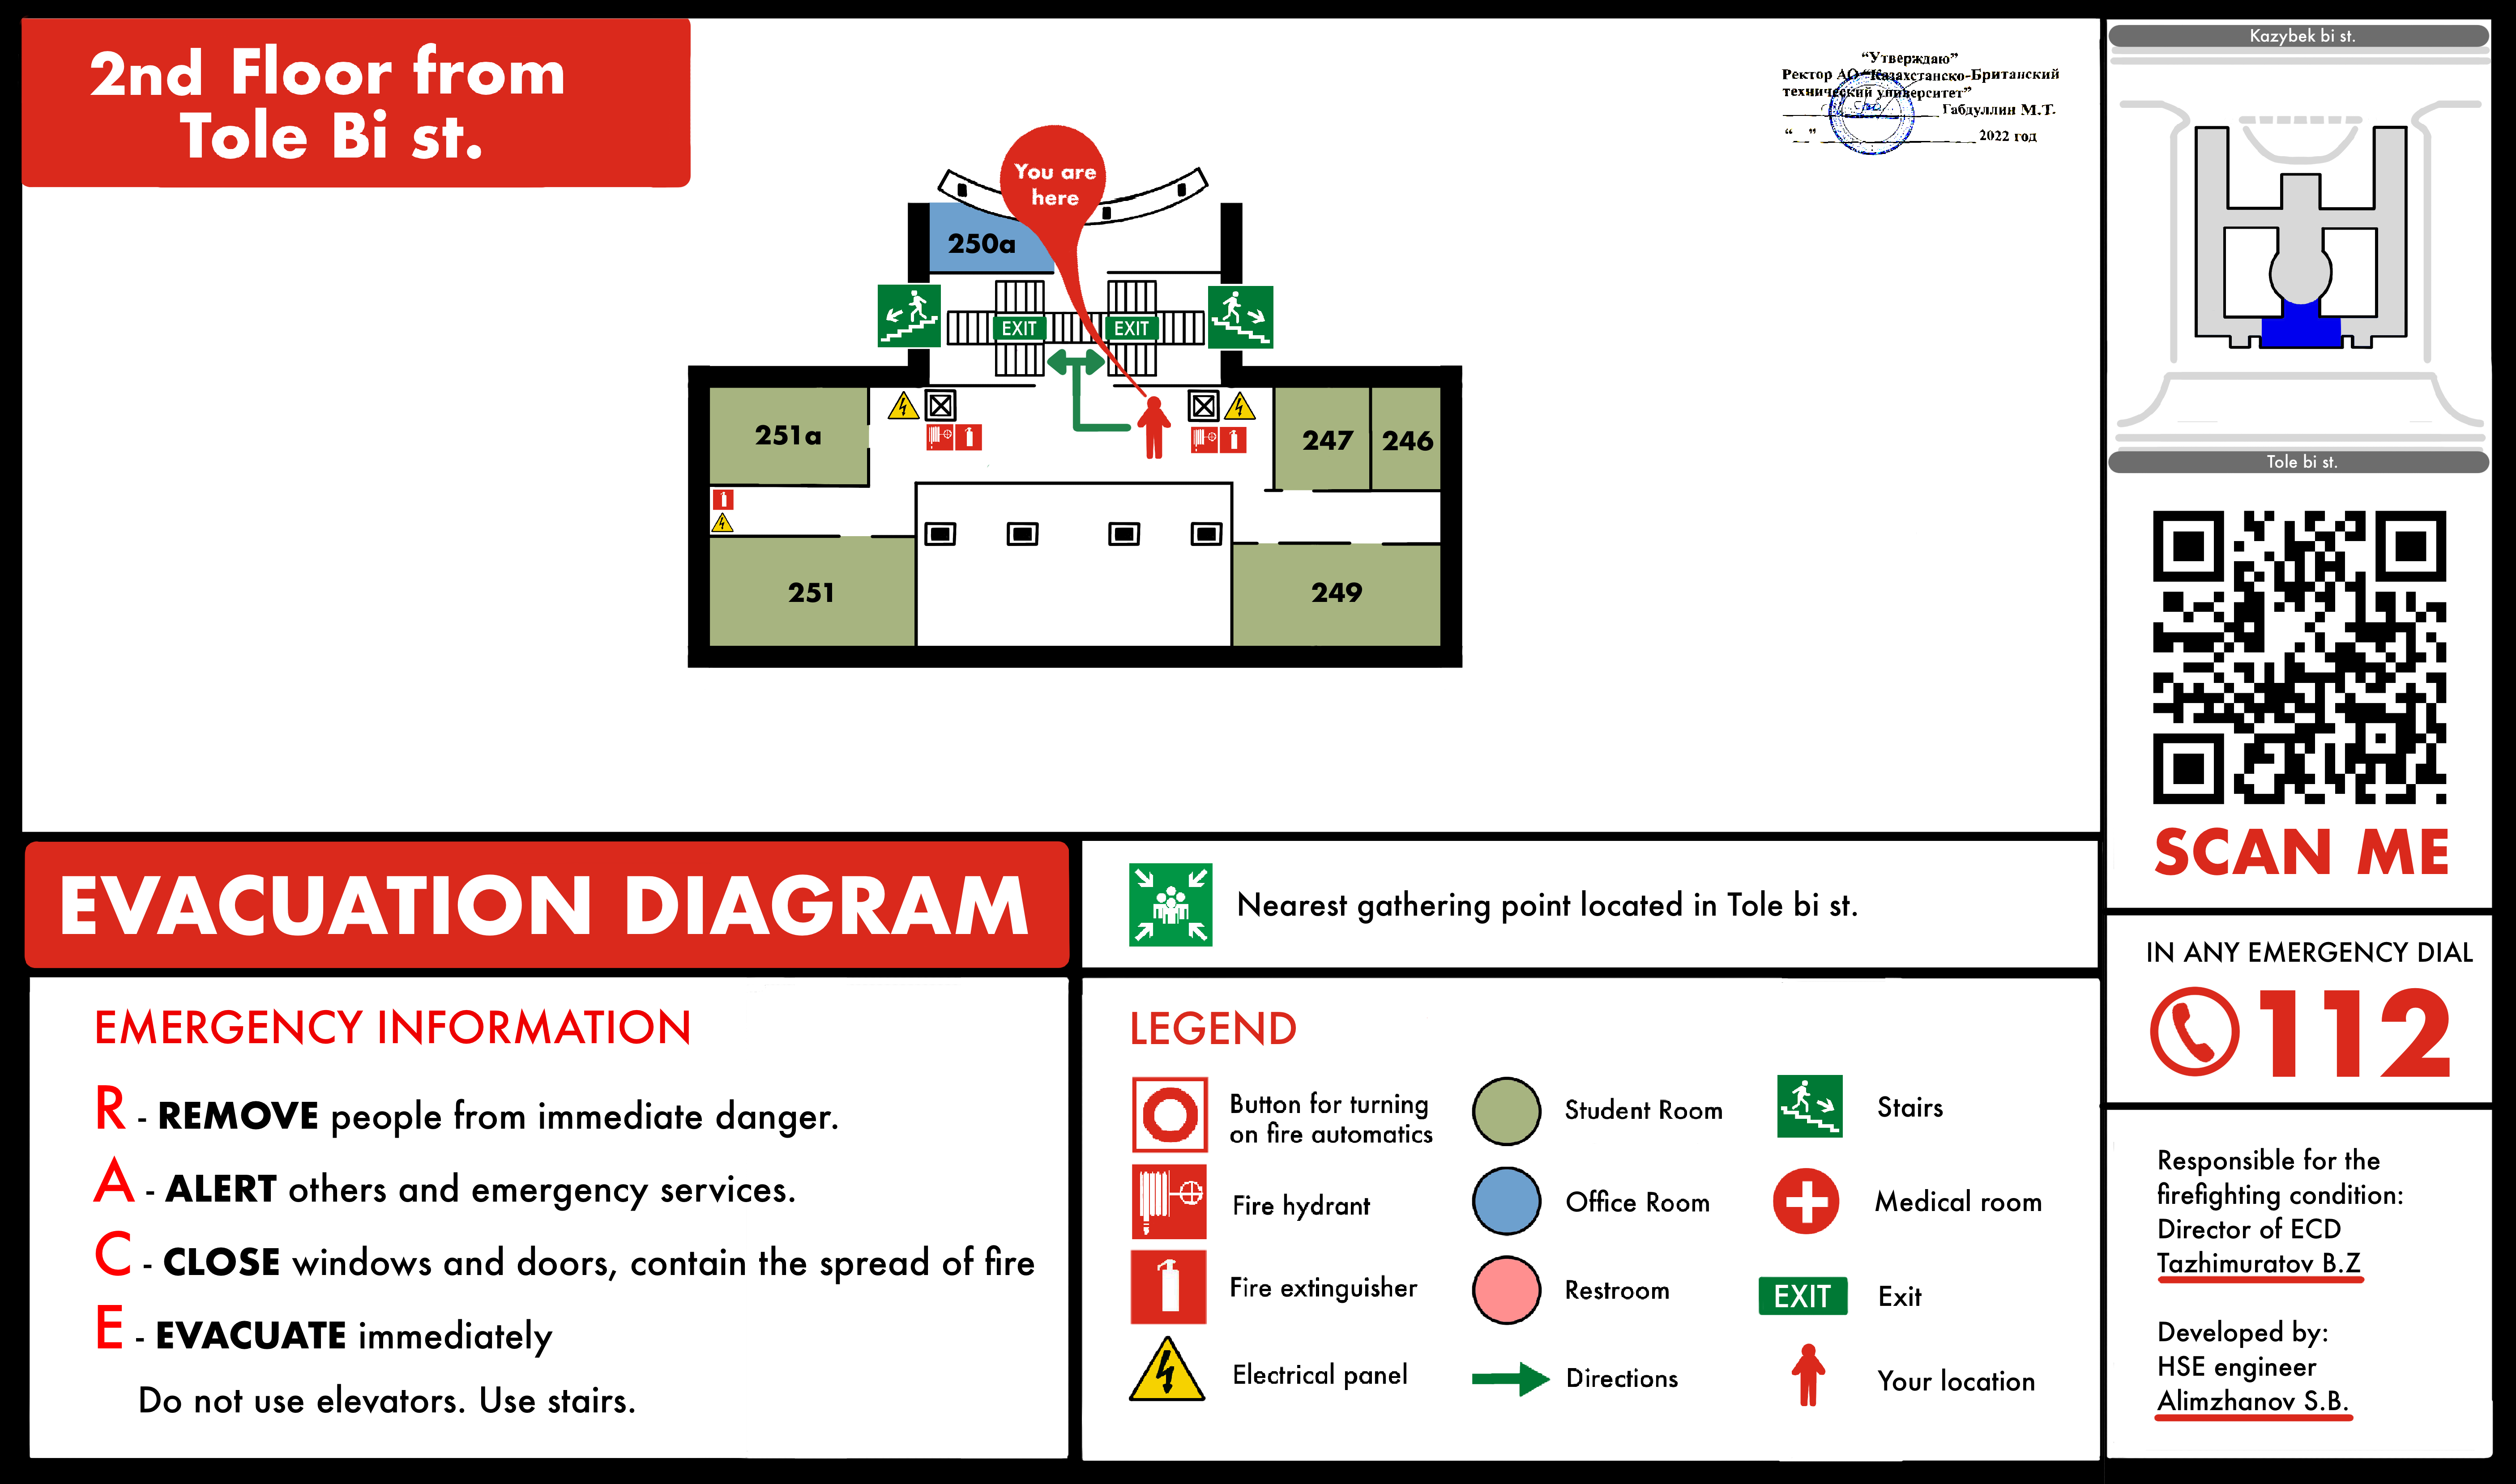 2nd Floor from
Tole Bi st.
“Утверждаю”
Ректор АО “Казахстанско-Британский
технический университет”
Габдуллин М.Т.
“ ” 2022 год
You are
here
250a
EXIT
EXIT
251a
247
246
251
249
Kazybek bi st.
Tole bi st.
SCAN ME
EVACUATION DIAGRAM
Nearest gathering point located in Tole bi st.
IN ANY EMERGENCY DIAL
112
EMERGENCY INFORMATION
R - REMOVE people from immediate danger.
A - ALERT others and emergency services.
C - CLOSE windows and doors, contain the spread of fire
E - EVACUATE immediately
Do not use elevators. Use stairs.
LEGEND
Button for turning
on fire automatics
Fire hydrant
Fire extinguisher
Electrical panel
Student Room
Office Room
Restroom
Directions
Stairs
Medical room
EXIT
Exit
Your location
Responsible for the
firefighting condition:
Director of ECD
Tazhimuratov B.Z
Developed by:
HSE engineer
Alimzhanov S.B.